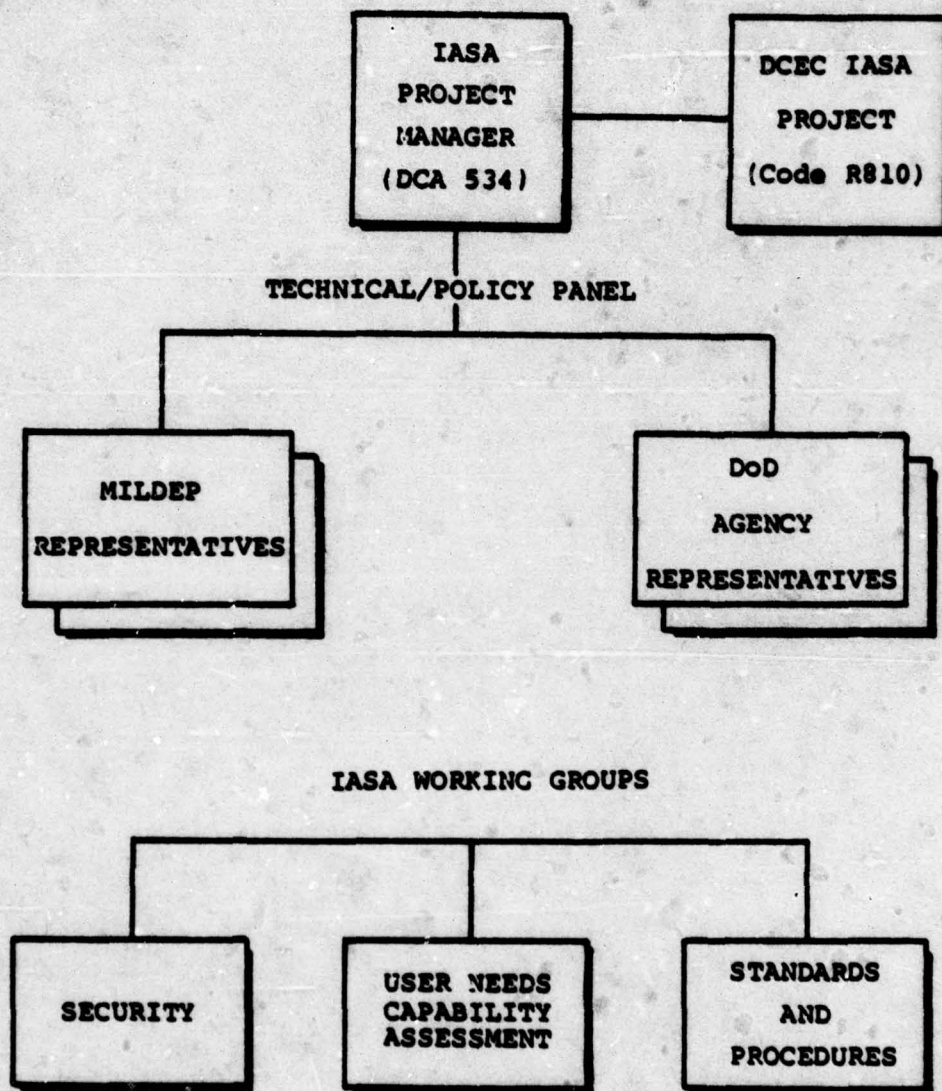 IASA
PROJECT
MANAGER
(DCA 534)
DCEC IASA
PROJECT
(Code R810)
TECHNICAL/POLICY PANEL
MILDEP
REPRESENTATIVES
DoD
AGENCY
REPRESENTATIVES
IASA WORKING GROUPS
SECURITY
USER NEEDS
CAPABILITY
ASSESSMENT
STANDARDS
AND
PROCEDURES